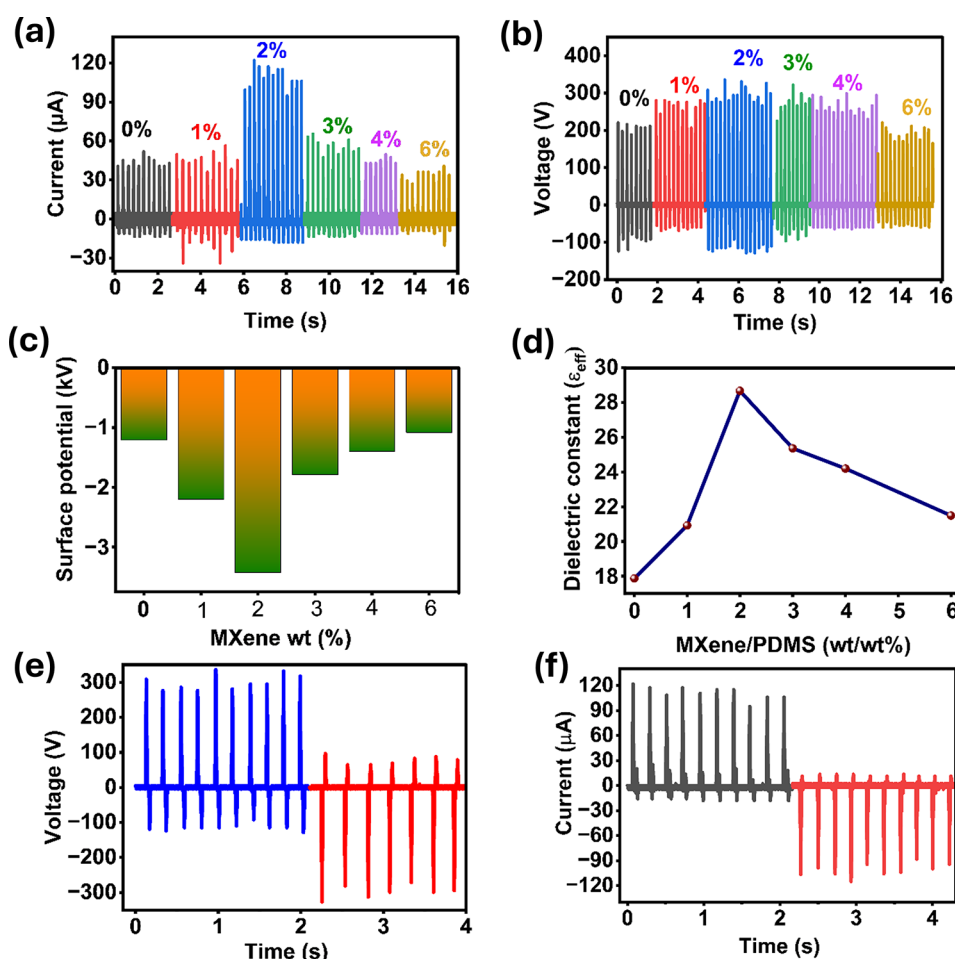 (a)
Current (µA)
120
90
60
30
0
−30
0%
1%
2%
3%
4%
6%
0 2 4 6 8 10 12 14 16
Time (s)
(b)
Voltage (V)
400
300
200
100
0
−100
−200
0%
1%
2%
3%
4%
6%
0 2 4 6 8 10 12 14 16
Time (s)
(c)
Surface potential (kV)
0
−1
−2
−3
0 1 2 3 4 6
MXene wt (%)
(d)
Dielectric constant (εeff)
30
28
26
24
22
20
18
0 1 2 3 4 5 6
MXene/PDMS (wt/wt%)
(e)
Voltage (V)
300
200
100
0
−100
−200
−300
0 1 2 3 4
Time (s)
(f)
Current (µA)
120
90
60
30
0
−30
−60
−90
−120
0 1 2 3 4
Time (s)